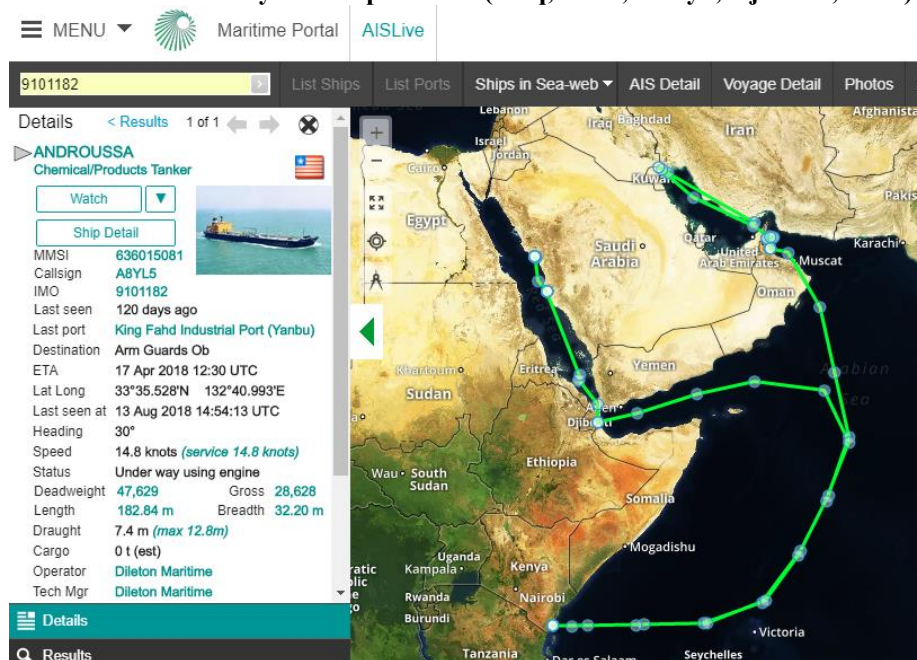 MENU Maritime Portal AISLive
9101182 List Ships List Ports Ships in Sea-web AIS Detail Voyage Detail Photos
Details < Results 1 of 1
ANDROUSSA
Chemical/Products Tanker
Watch
Ship Detail
MMSI 636015081
Callsign A8YL5
IMO 9101182
Last seen 120 days ago
Last port King Fahd Industrial Port (Yanbu)
Destination Arm Guards Ob
ETA 17 Apr 2018 12:30 UTC
Lat Long 33°35.528'N 132°40.993'E
Last seen at 13 Aug 2018 14:54:13 UTC
Heading 30°
Speed 14.8 knots (service 14.8 knots)
Status Under way using engine
Deadweight 47,629 Gross 28,628
Length 182.84 m Breadth 32.20 m
Draught 7.4 m (max 12.8m)
Cargo 0 t (est)
Operator Dileton Maritime
Tech Mgr Dileton Maritime
Details
Results
Lebanon
Iraq Baghdad
Iran
Afghanista
Israel
Jordan
Cairo
Kuwait
Pakis
Egypt
Qatar
Karachi
Saudi
Arabia
United
Arab Emirates
Muscat
Oman
Red Sea
Khartoum
Eritrea
Yemen
Arabian
Sea
Sudan
Aden
Djibouti
Ethiopia
Wau South
Sudan
Somalia
Mogadishu
Uganda
Kampala
Kenya
ratic
blic
Rwanda
Nairobi
Burundi
Victoria
Tanzania
Dar es Salaam
Seychelles